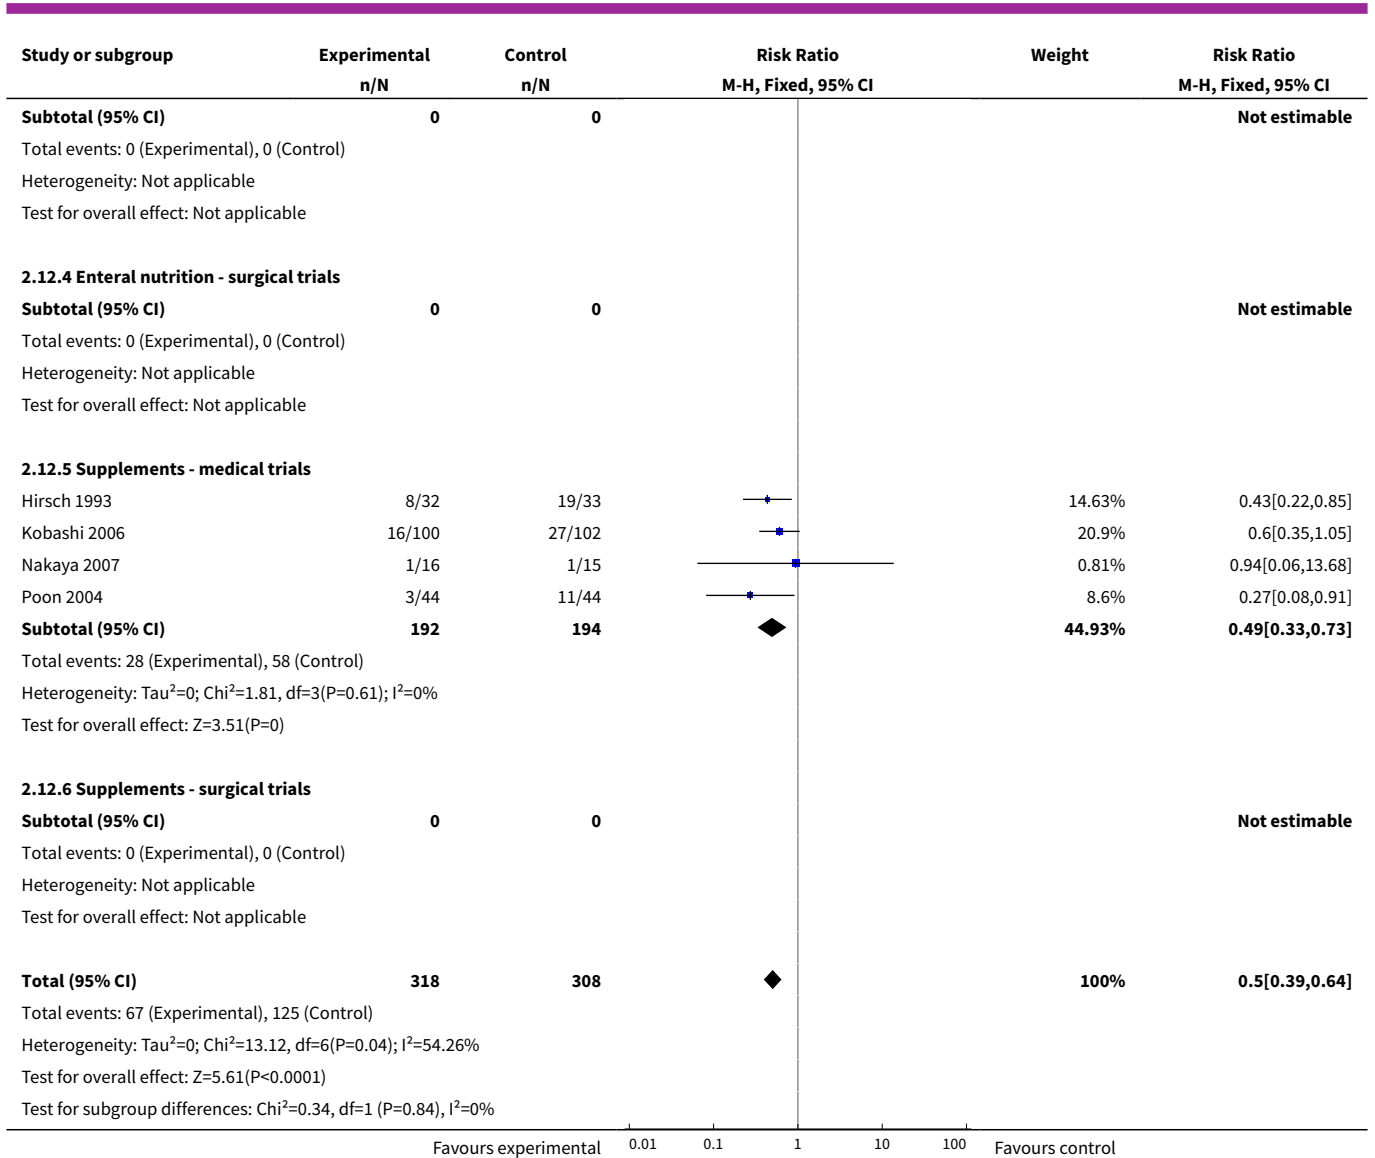 Study or subgroup Experimental Control Risk Ratio Weight Risk Ratio
n/N n/N M-H, Fixed, 95% CI M-H, Fixed, 95% CI
Subtotal (95% CI) 0 0 Not estimable
Total events: 0 (Experimental), 0 (Control)
Heterogeneity: Not applicable
Test for overall effect: Not applicable
2.12.4 Enteral nutrition - surgical trials
Subtotal (95% CI) 0 0 Not estimable
Total events: 0 (Experimental), 0 (Control)
Heterogeneity: Not applicable
Test for overall effect: Not applicable
2.12.5 Supplements - medical trials
Hirsch 1993 8/32 19/33 14.63% 0.43[0.22,0.85]
Kobashi 2006 16/100 27/102 20.9% 0.6[0.35,1.05]
Nakaya 2007 1/16 1/15 0.81% 0.94[0.06,13.68]
Poon 2004 3/44 11/44 8.6% 0.27[0.08,0.91]
Subtotal (95% CI) 192 194 44.93% 0.49[0.33,0.73]
Total events: 28 (Experimental), 58 (Control)
Heterogeneity: Tau²=0; Chi²=1.81, df=3(P=0.61); I²=0%
Test for overall effect: Z=3.51(P=0)
2.12.6 Supplements - surgical trials
Subtotal (95% CI) 0 0 Not estimable
Total events: 0 (Experimental), 0 (Control)
Heterogeneity: Not applicable
Test for overall effect: Not applicable
Total (95% CI) 318 308 100% 0.5[0.39,0.64]
Total events: 67 (Experimental), 125 (Control)
Heterogeneity: Tau²=0; Chi²=13.12, df=6(P=0.04); I²=54.26%
Test for overall effect: Z=5.61(P<0.0001)
Test for subgroup differences: Chi²=0.34, df=1 (P=0.84), I²=0%
Favours experimental 0.01 0.1 1 10 100 Favours control